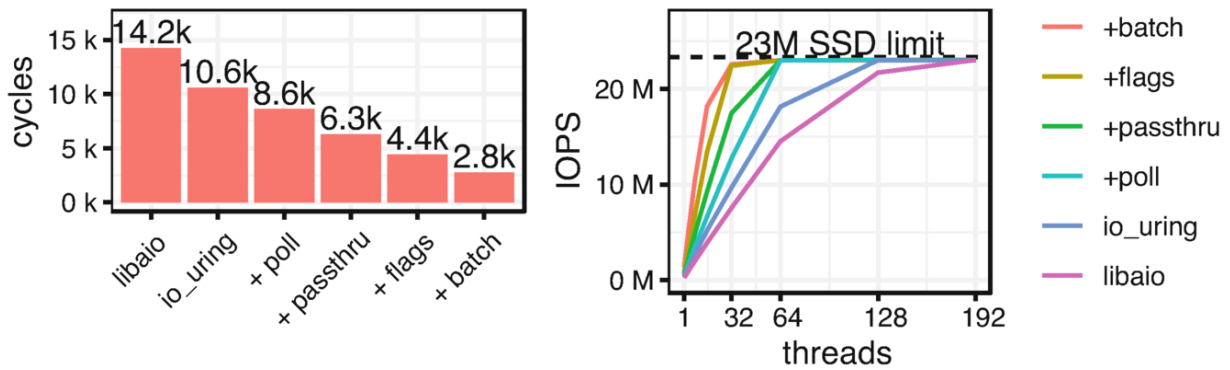 cycles
15 k
10 k
5 k
0 k
14.2k
10.6k
8.6k
6.3k
4.4k
2.8k
libaio
io_uring
+ poll
+ passthru
+ flags
+ batch
IOPS
20 M
10 M
0 M
23M SSD limit
1 32 64 128 192
threads
+batch
+flags
+passthru
+poll
io_uring
libaio